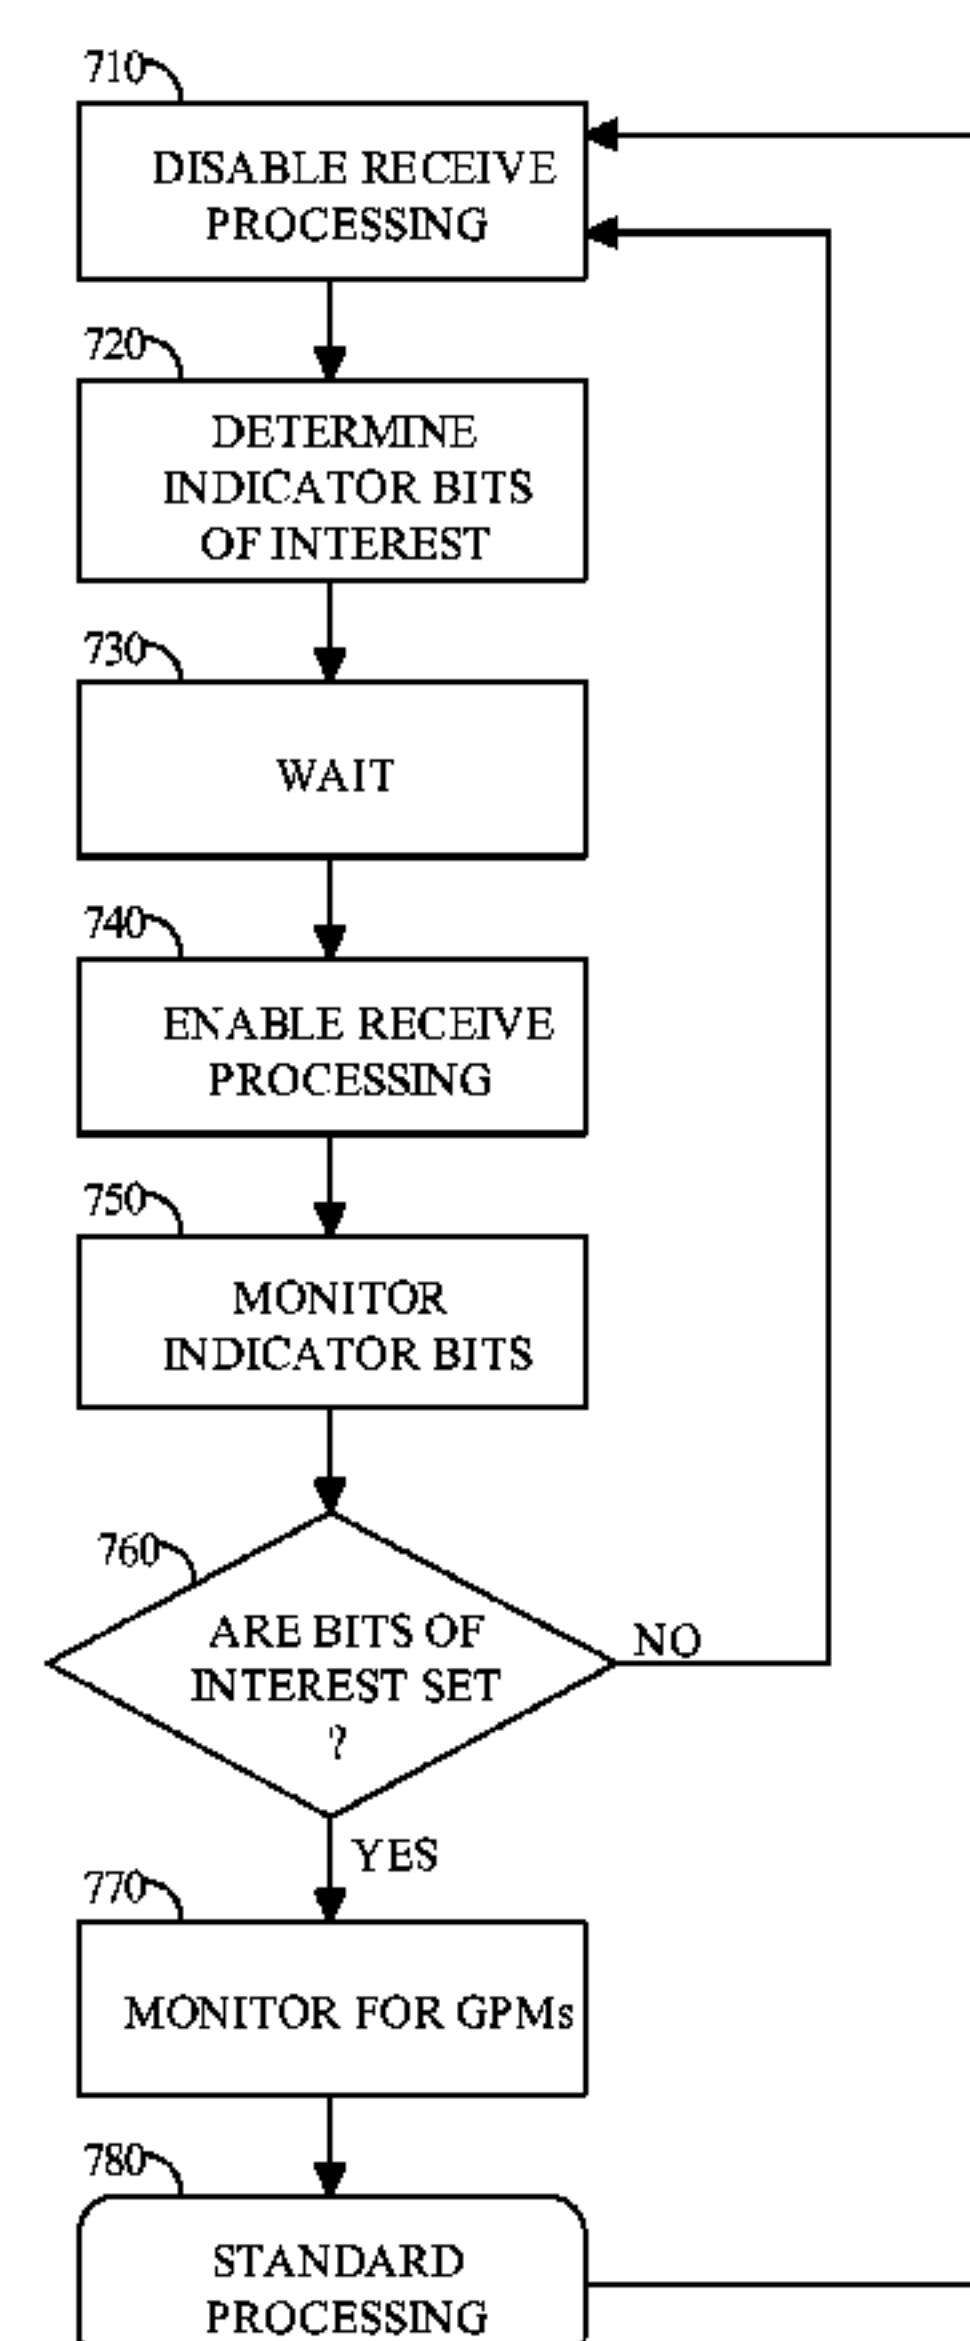 710
DISABLE RECEIVE
PROCESSING
720
DETERMINE
INDICATOR BITS
OF INTEREST
730
WAIT
740
ENABLE RECEIVE
PROCESSING
750
MONITOR
INDICATOR BITS
760
ARE BITS OF
INTEREST SET
?
NO
YES
770
MONITOR FOR GPMs
780
STANDARD
PROCESSING